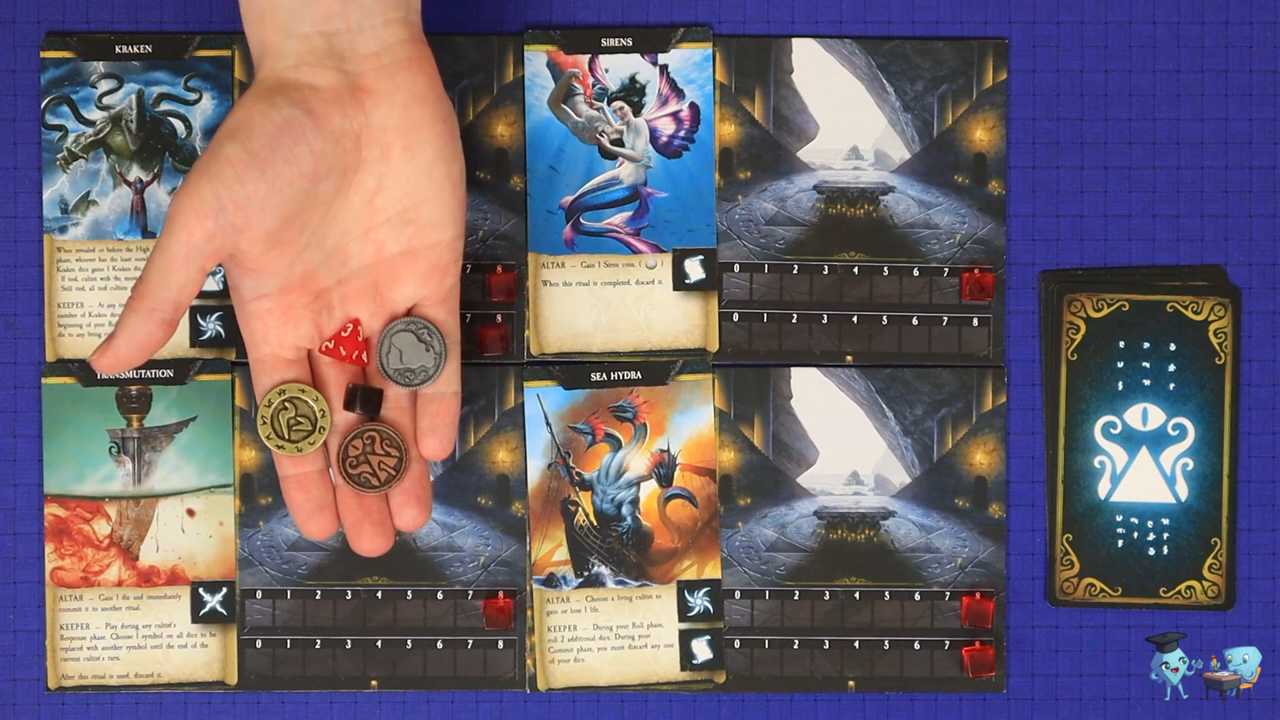 KRAKEN
When revealed or before the High
phase, whoever has the least
Kraken dice gains 1 Kraken
If tied, cultist with the
Still tied, all tied
KEEPER – At any
number of Kraken
beginning of your
die to any living
7 8
7 8
SIRENS
ALTAR – Gain 1 Siren coin. ( )
When this ritual is completed, discard it.
0 1 2 3 4 5 6 7
0 1 2 3 4 5 6 7 8
3
TRANSMUTATION
ALTAR – Gain 1 die and immediately
commit it to another ritual.
KEEPER – Play during any cultist's
Response phase. Choose 1 symbol on all dice to be
replaced with another symbol until the end of the
current cultist's turn.
After this ritual is used, discard it.
0 1 2 3 4 5 6 7 8
0 1 2 3 4 5 6 7 8
SEA HYDRA
ALTAR – Choose a living cultist to
gain or lose 1 life.
KEEPER – During your Roll phase,
roll 2 additional dice. During your
Commit phase, you must discard any one
of your dice.
0 1 2 3 4 5 6 7 8
0 1 2 3 4 5 6 7